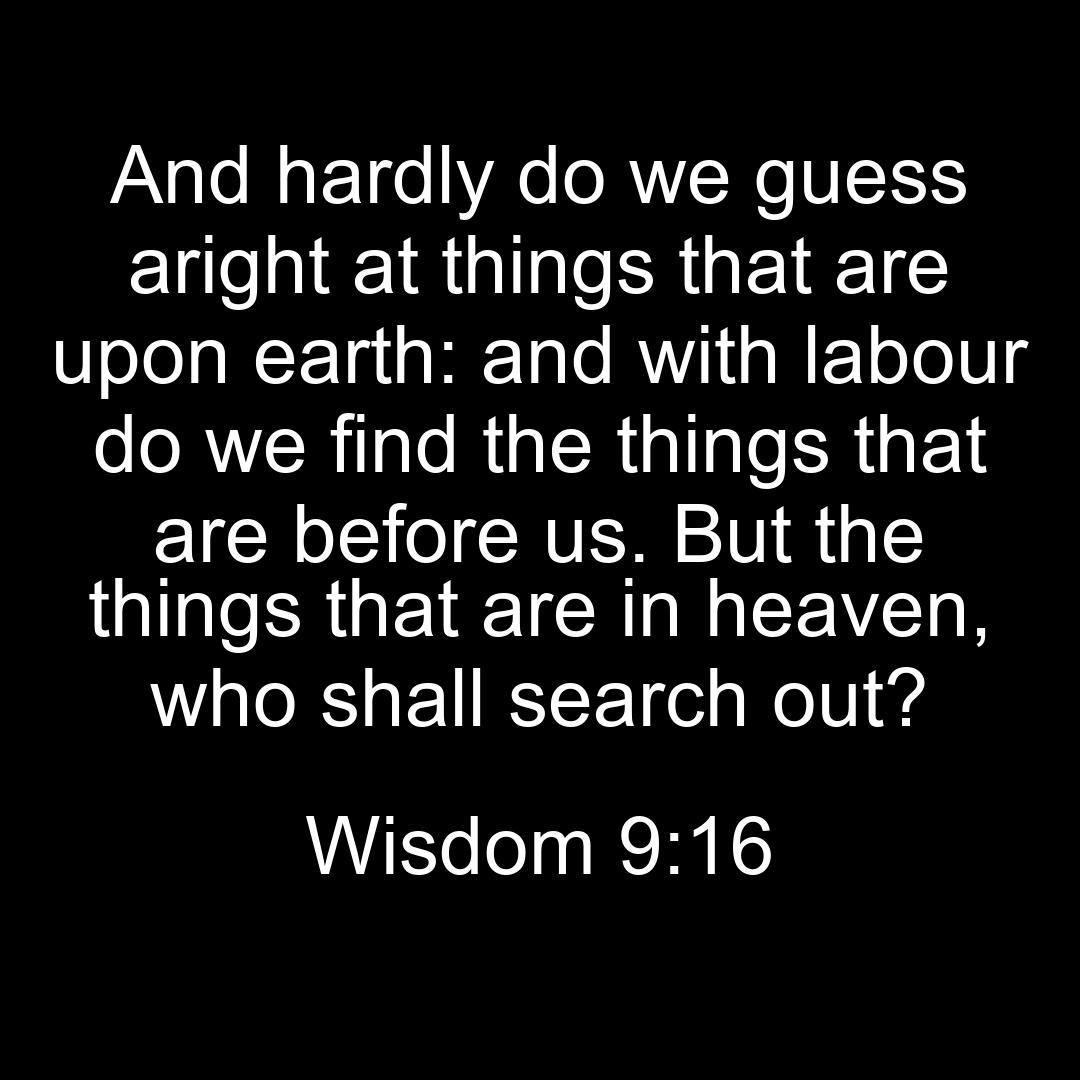 And hardly do we guess
aright at things that are
upon earth: and with labour
do we find the things that
are before us. But the
things that are in heaven,
who shall search out?
Wisdom 9:16